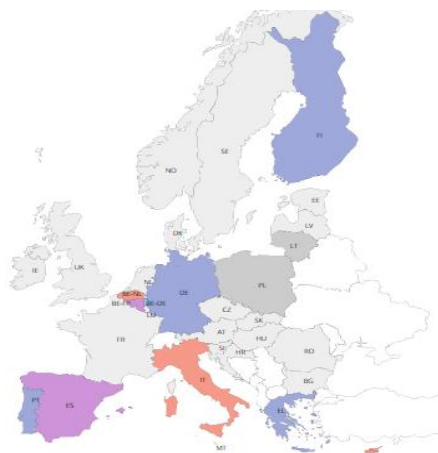 FI
NO
SE
EE
LV
DK
LT
IE
UK
NL
BE-NL
DE
PL
BE-FR
BE-DE
LU
CZ
SK
FR
AT
HU
SI
HR
RO
IT
BG
PT
ES
EL
MT